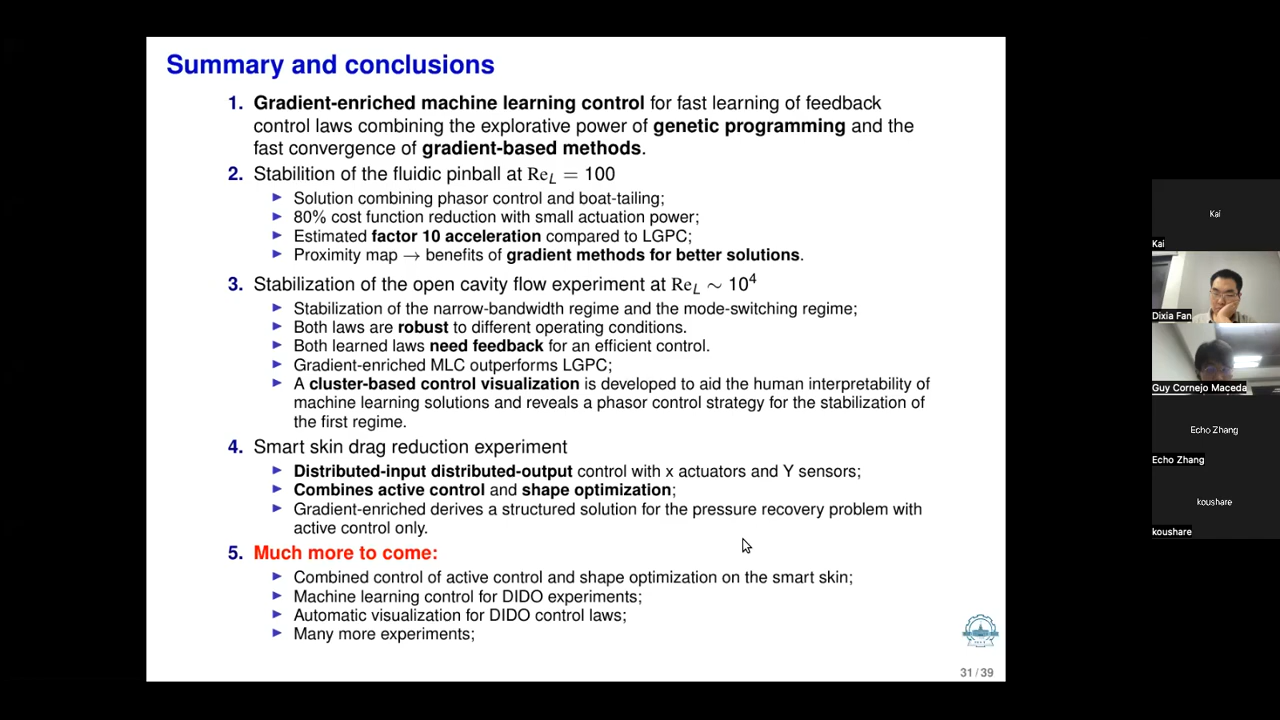 Summary and conclusions
1. Gradient-enriched machine learning control for fast learning of feedback
control laws combining the explorative power of genetic programming and the
fast convergence of gradient-based methods.
2. Stabilition of the fluidic pinball at Re_L = 100
▶ Solution combining phasor control and boat-tailing;
▶ 80% cost function reduction with small actuation power;
▶ Estimated factor 10 acceleration compared to LGPC;
▶ Proximity map → benefits of gradient methods for better solutions.
3. Stabilization of the open cavity flow experiment at Re_L ∼ 10^4
▶ Stabilization of the narrow-bandwidth regime and the mode-switching regime;
▶ Both laws are robust to different operating conditions.
▶ Both learned laws need feedback for an efficient control.
▶ Gradient-enriched MLC outperforms LGPC;
▶ A cluster-based control visualization is developed to aid the human interpretability of
machine learning solutions and reveals a phasor control strategy for the stabilization of
the first regime.
4. Smart skin drag reduction experiment
▶ Distributed-input distributed-output control with x actuators and Y sensors;
▶ Combines active control and shape optimization;
▶ Gradient-enriched derives a structured solution for the pressure recovery problem with
active control only.
5. Much more to come:
▶ Combined control of active control and shape optimization on the smart skin;
▶ Machine learning control for DIDO experiments;
▶ Automatic visualization for DIDO control laws;
▶ Many more experiments;
31 / 39
Kai
Kai
Dixia Fan
Guy Cornejo Maceda
Echo Zhang
Echo Zhang
koushare
koushare